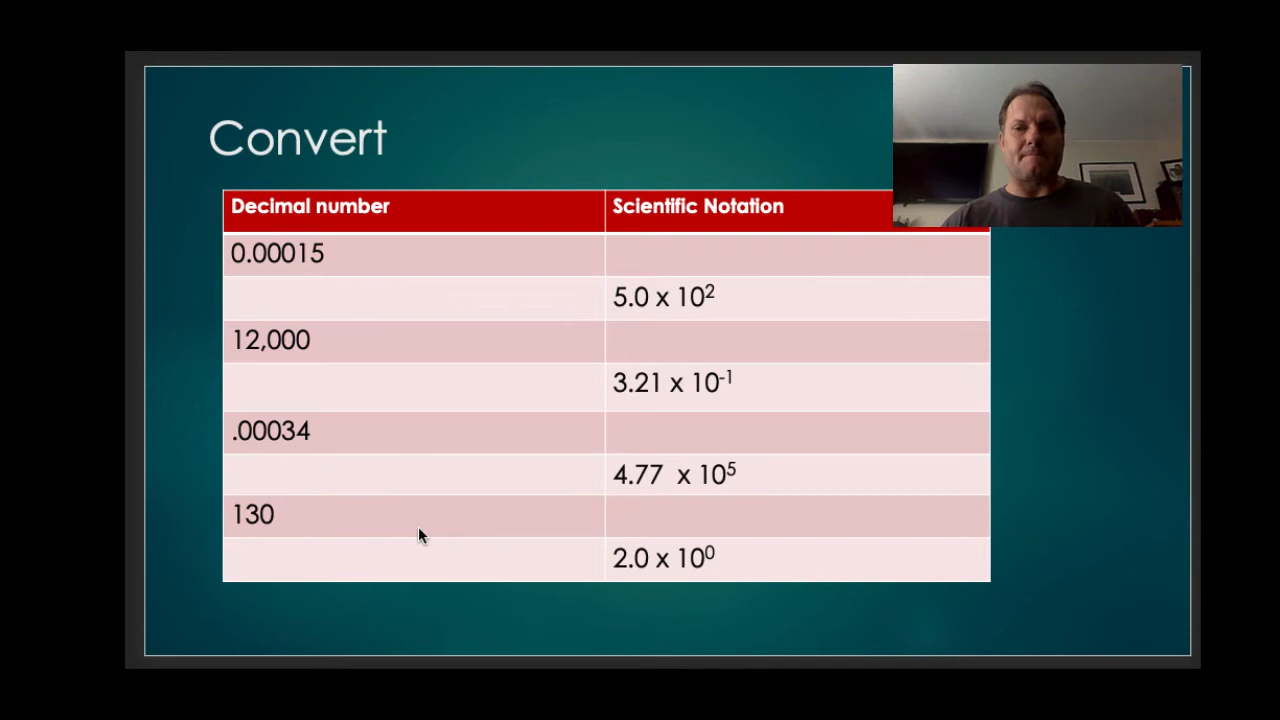 Convert
Decimal number Scientific Notation
0.00015
5.0 x 10²
12,000
3.21 x 10⁻¹
.00034
4.77  x 10⁵
130
2.0 x 10⁰